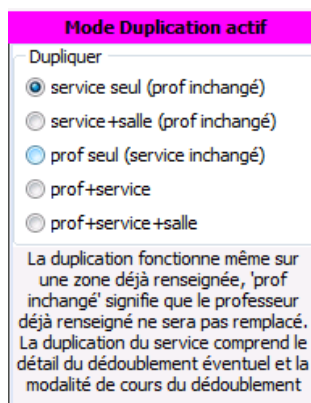 Mode Duplication actif
Dupliquer
service seul (prof inchangé)
service+salle (prof inchangé)
prof seul (service inchangé)
prof+service
prof+service+salle
La duplication fonctionne même sur
une zone déjà renseignée, 'prof
inchangé' signifie que le professeur
déjà renseigné ne sera pas remplacé.
La duplication du service comprend le
détail du dédoublement éventuel et la
modalité de cours du dédoublement